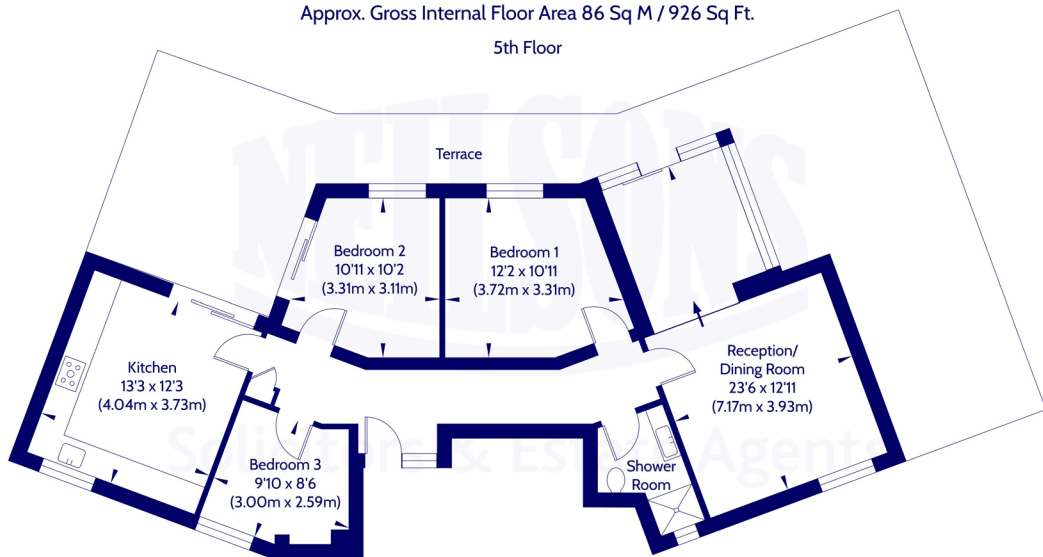 Approx. Gross Internal Floor Area 86 Sq M / 926 Sq Ft.
5th Floor
NEILSONS
Terrace
Bedroom 2
10'11 x 10'2
(3.31m x 3.11m)
Bedroom 1
12'2 x 10'11
(3.72m x 3.31m)
Kitchen
13'3 x 12'3
(4.04m x 3.73m)
Reception/
Dining Room
23'6 x 12'11
(7.17m x 3.93m)
Solicitors & Estate Agents
Bedroom 3
9'10 x 8'6
(3.00m x 2.59m)
Shower
Room